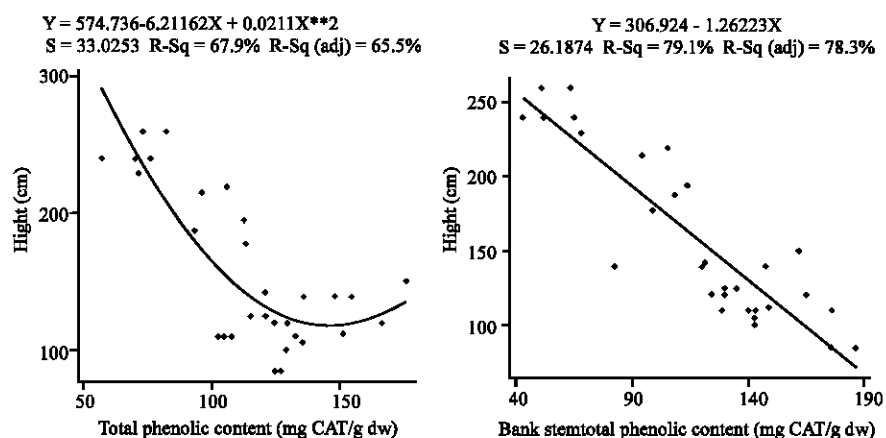 Y = 574.736-6.21162X + 0.0211X**2
S = 33.0253 R-Sq = 67.9% R-Sq (adj) = 65.5%
300
200
100
Hight (cm)
50
100
150
Total phenolic content (mg CAT/g dw)
Y = 306.924 - 1.26223X
S = 26.1874 R-Sq = 79.1% R-Sq (adj) = 78.3%
250
200
150
100
Hight (cm)
40
90
140
190
Bank stemtotal phenolic content (mg CAT/g dw)